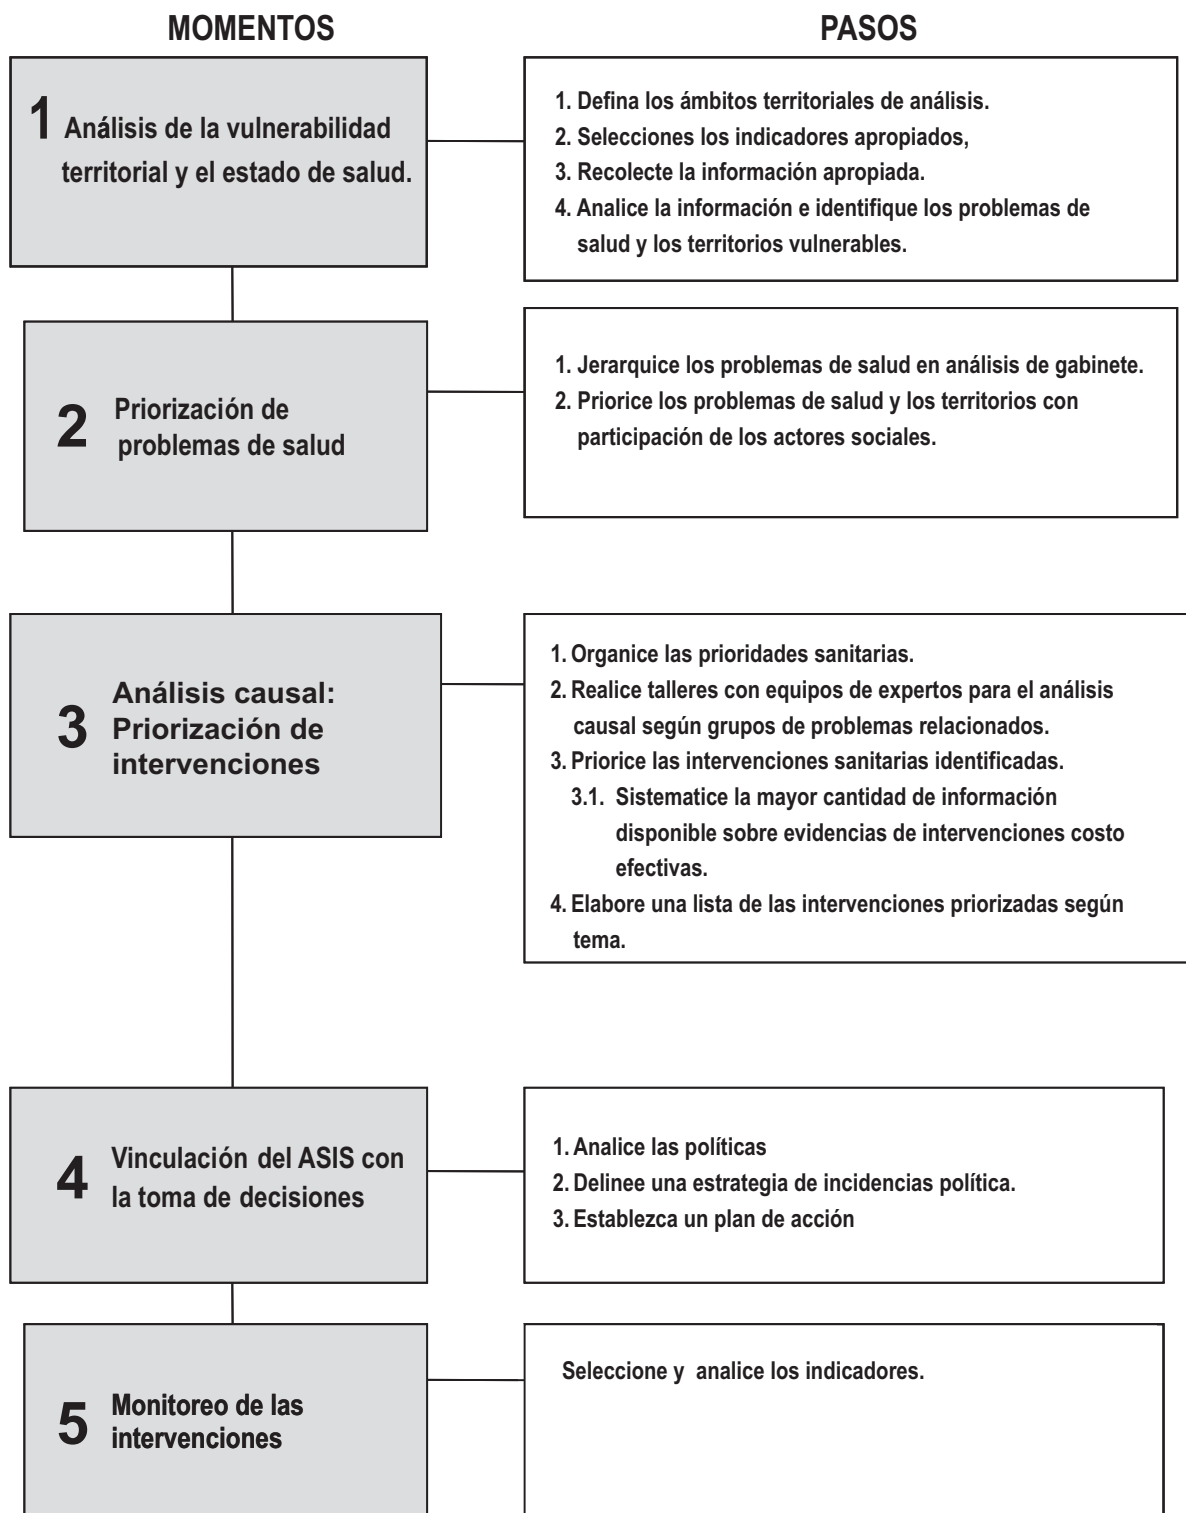 MOMENTOS
PASOS
1 Análisis de la vulnerabilidad
territorial y el estado de salud.
1. Defina los ámbitos territoriales de análisis.
2. Selecciones los indicadores apropiados,
3. Recolecte la información apropiada.
4. Analice la información e identifique los problemas de
salud y los territorios vulnerables.
2 Priorización de
problemas de salud
1. Jerarquice los problemas de salud en análisis de gabinete.
2. Priorice los problemas de salud y los territorios con
participación de los actores sociales.
3 Análisis causal:
Priorización de
intervenciones
1. Organice las prioridades sanitarias.
2. Realice talleres con equipos de expertos para el análisis
causal según grupos de problemas relacionados.
3. Priorice las intervenciones sanitarias identificadas.
3.1. Sistematice la mayor cantidad de información
disponible sobre evidencias de intervenciones costo
efectivas.
4. Elabore una lista de las intervenciones priorizadas según
tema.
4 Vinculación del ASIS con
la toma de decisiones
1. Analice las políticas
2. Delinee una estrategia de incidencias política.
3. Establezca un plan de acción
5 Monitoreo de las
intervenciones
Seleccione y analice los indicadores.